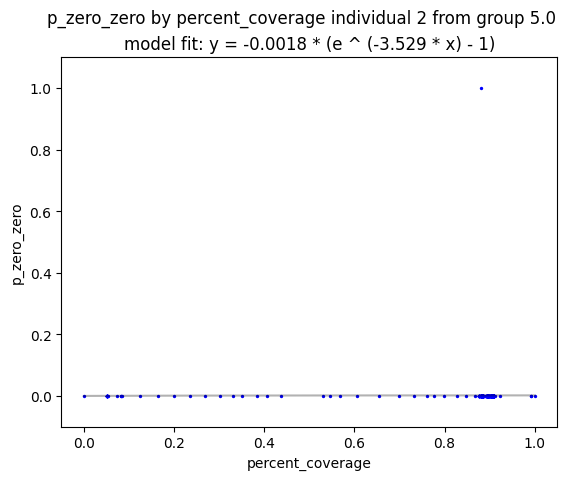 p_zero_zero by percent_coverage individual 2 from group 5.0
model fit: y = -0.0018 * (e ^ (-3.529 * x) - 1)
1.0
0.8
0.6
0.4
0.2
0.0
p_zero_zero
0.0 0.2 0.4 0.6 0.8 1.0
percent_coverage